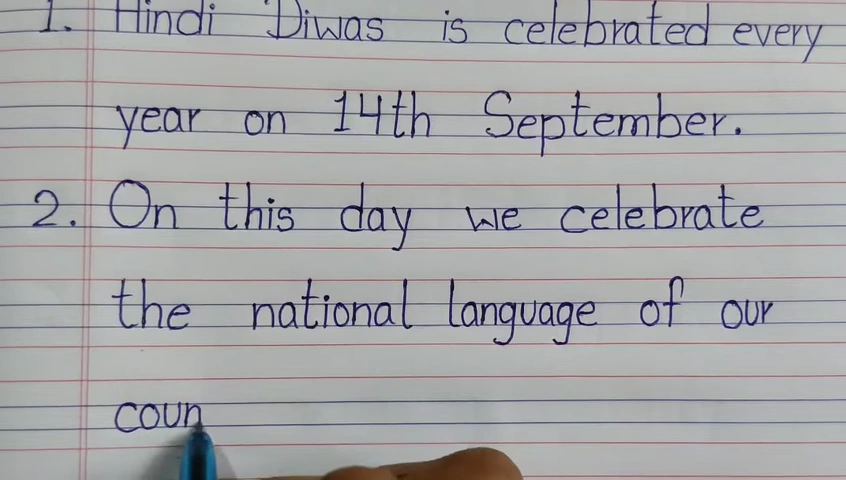 1. Hindi Diwas is celebrated every
year on 14th September.
2. On this day we celebrate
the national language of our
coun